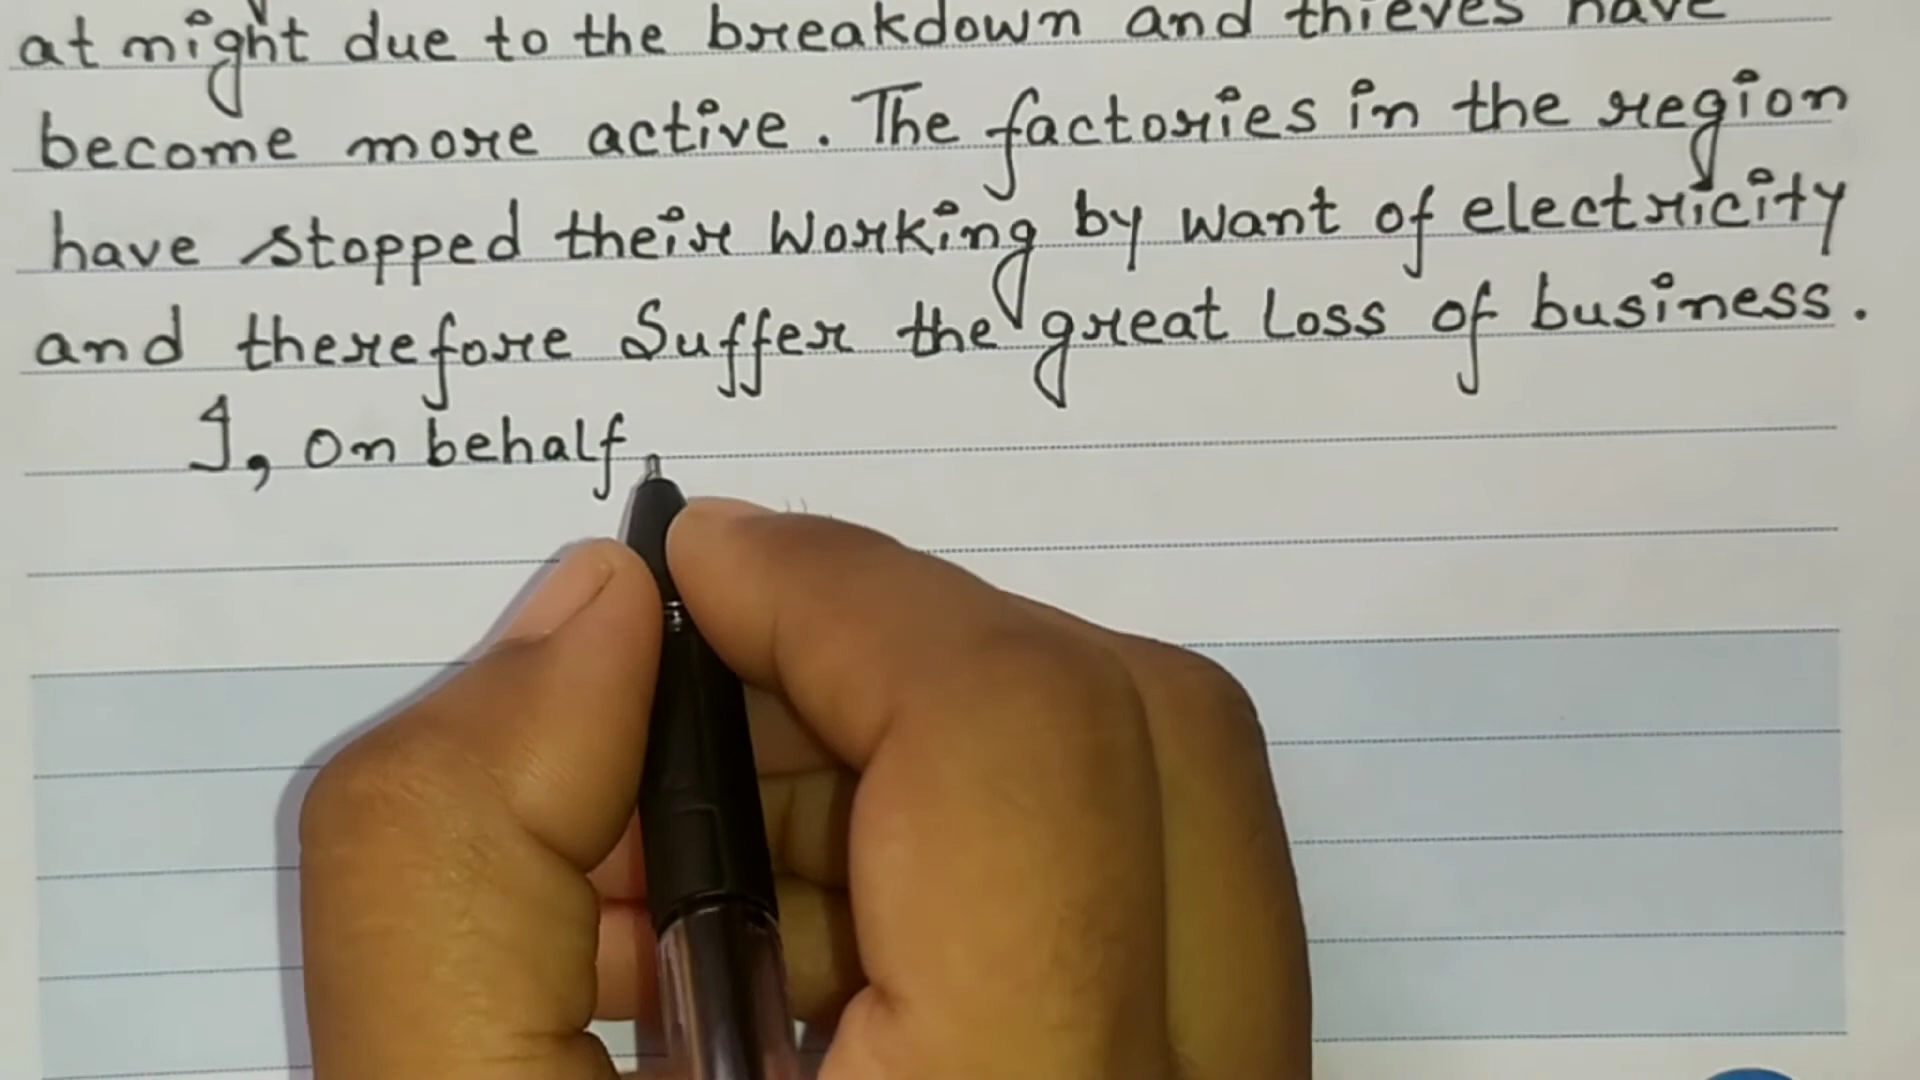 at night due to the breakdown and thieves have
become more active. The factories in the region
have stopped their Working by want of electricity
and therefore Suffer the great Loss of business.
I, on behalf